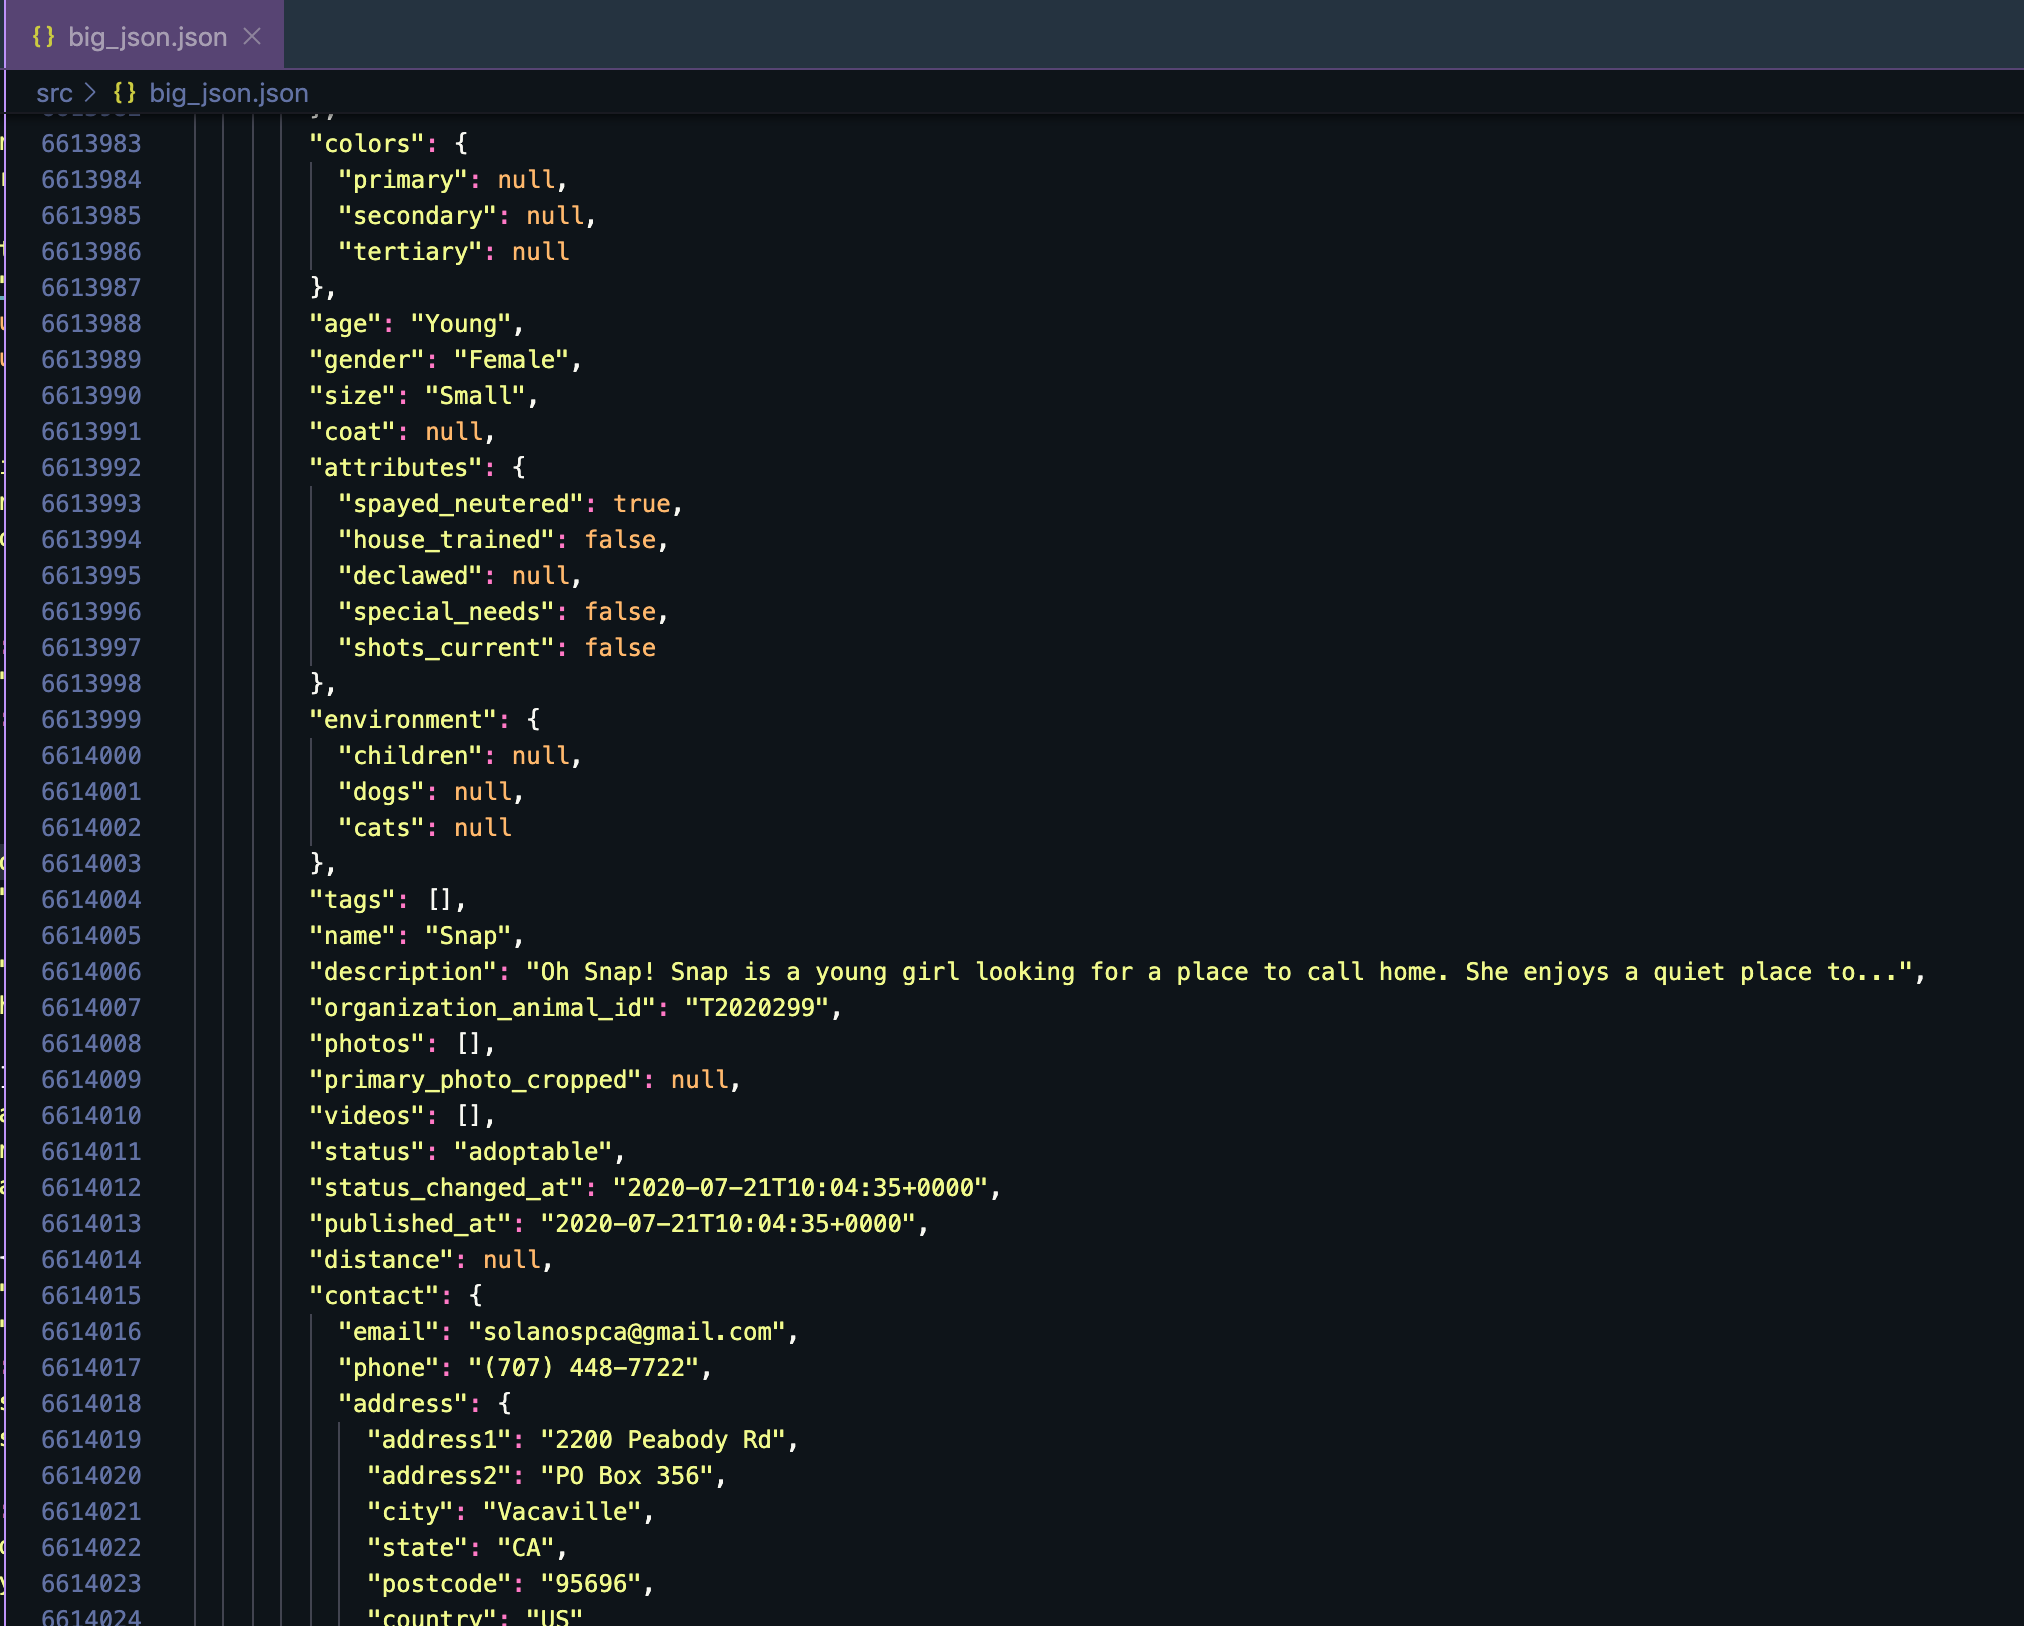 {} big_json.json
src > {} big_json.json
6613983 "colors": {
6613984 "primary": null,
6613985 "secondary": null,
6613986 "tertiary": null
6613987 },
6613988 "age": "Young",
6613989 "gender": "Female",
6613990 "size": "Small",
6613991 "coat": null,
6613992 "attributes": {
6613993 "spayed_neutered": true,
6613994 "house_trained": false,
6613995 "declawed": null,
6613996 "special_needs": false,
6613997 "shots_current": false
6613998 },
6613999 "environment": {
6614000 "children": null,
6614001 "dogs": null,
6614002 "cats": null
6614003 },
6614004 "tags": [],
6614005 "name": "Snap",
6614006 "description": "Oh Snap! Snap is a young girl looking for a place to call home. She enjoys a quiet place to...",
6614007 "organization_animal_id": "T2020299",
6614008 "photos": [],
6614009 "primary_photo_cropped": null,
6614010 "videos": [],
6614011 "status": "adoptable",
6614012 "status_changed_at": "2020-07-21T10:04:35+0000",
6614013 "published_at": "2020-07-21T10:04:35+0000",
6614014 "distance": null,
6614015 "contact": {
6614016 "email": "solanospca@gmail.com",
6614017 "phone": "(707) 448-7722",
6614018 "address": {
6614019 "address1": "2200 Peabody Rd",
6614020 "address2": "PO Box 356",
6614021 "city": "Vacaville",
6614022 "state": "CA",
6614023 "postcode": "95696",
6614024 "country": "US"